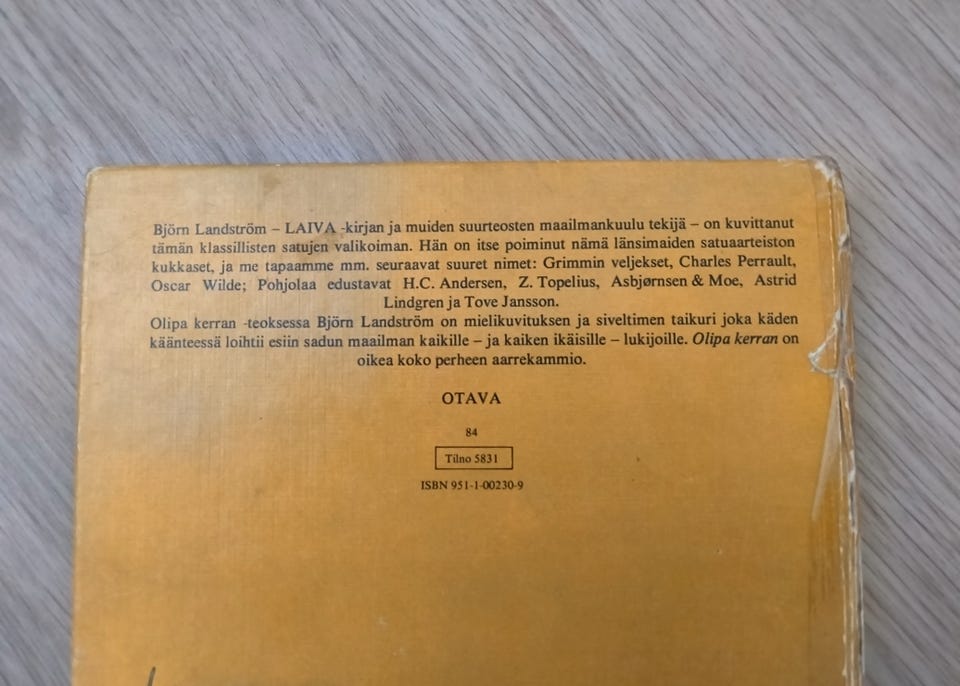 Björn Landström – LAIVA -kirjan ja muiden suurteosten maailmankuulu tekijä – on kuvittanut
tämän klassillisten satujen valikoiman. Hän on itse poiminut nämä länsimaiden satuaarteiston
kukkaset, ja me tapaamme mm. seuraavat suuret nimet: Grimmin veljekset, Charles Perrault,
Oscar Wilde; Pohjolaa edustavat H.C. Andersen, Z. Topelius, Asbjørnsen & Moe, Astrid
Lindgren ja Tove Jansson.
Olipa kerran -teoksessa Björn Landström on mielikuvituksen ja siveltimen taikuri joka käden
käänteessä loihtii esiin sadun maailman kaikille – ja kaiken ikäisille – lukijoille. Olipa kerran on
oikea koko perheen aarrekammio.
OTAVA
84
Tilno 5831
ISBN 951-1-00230-9